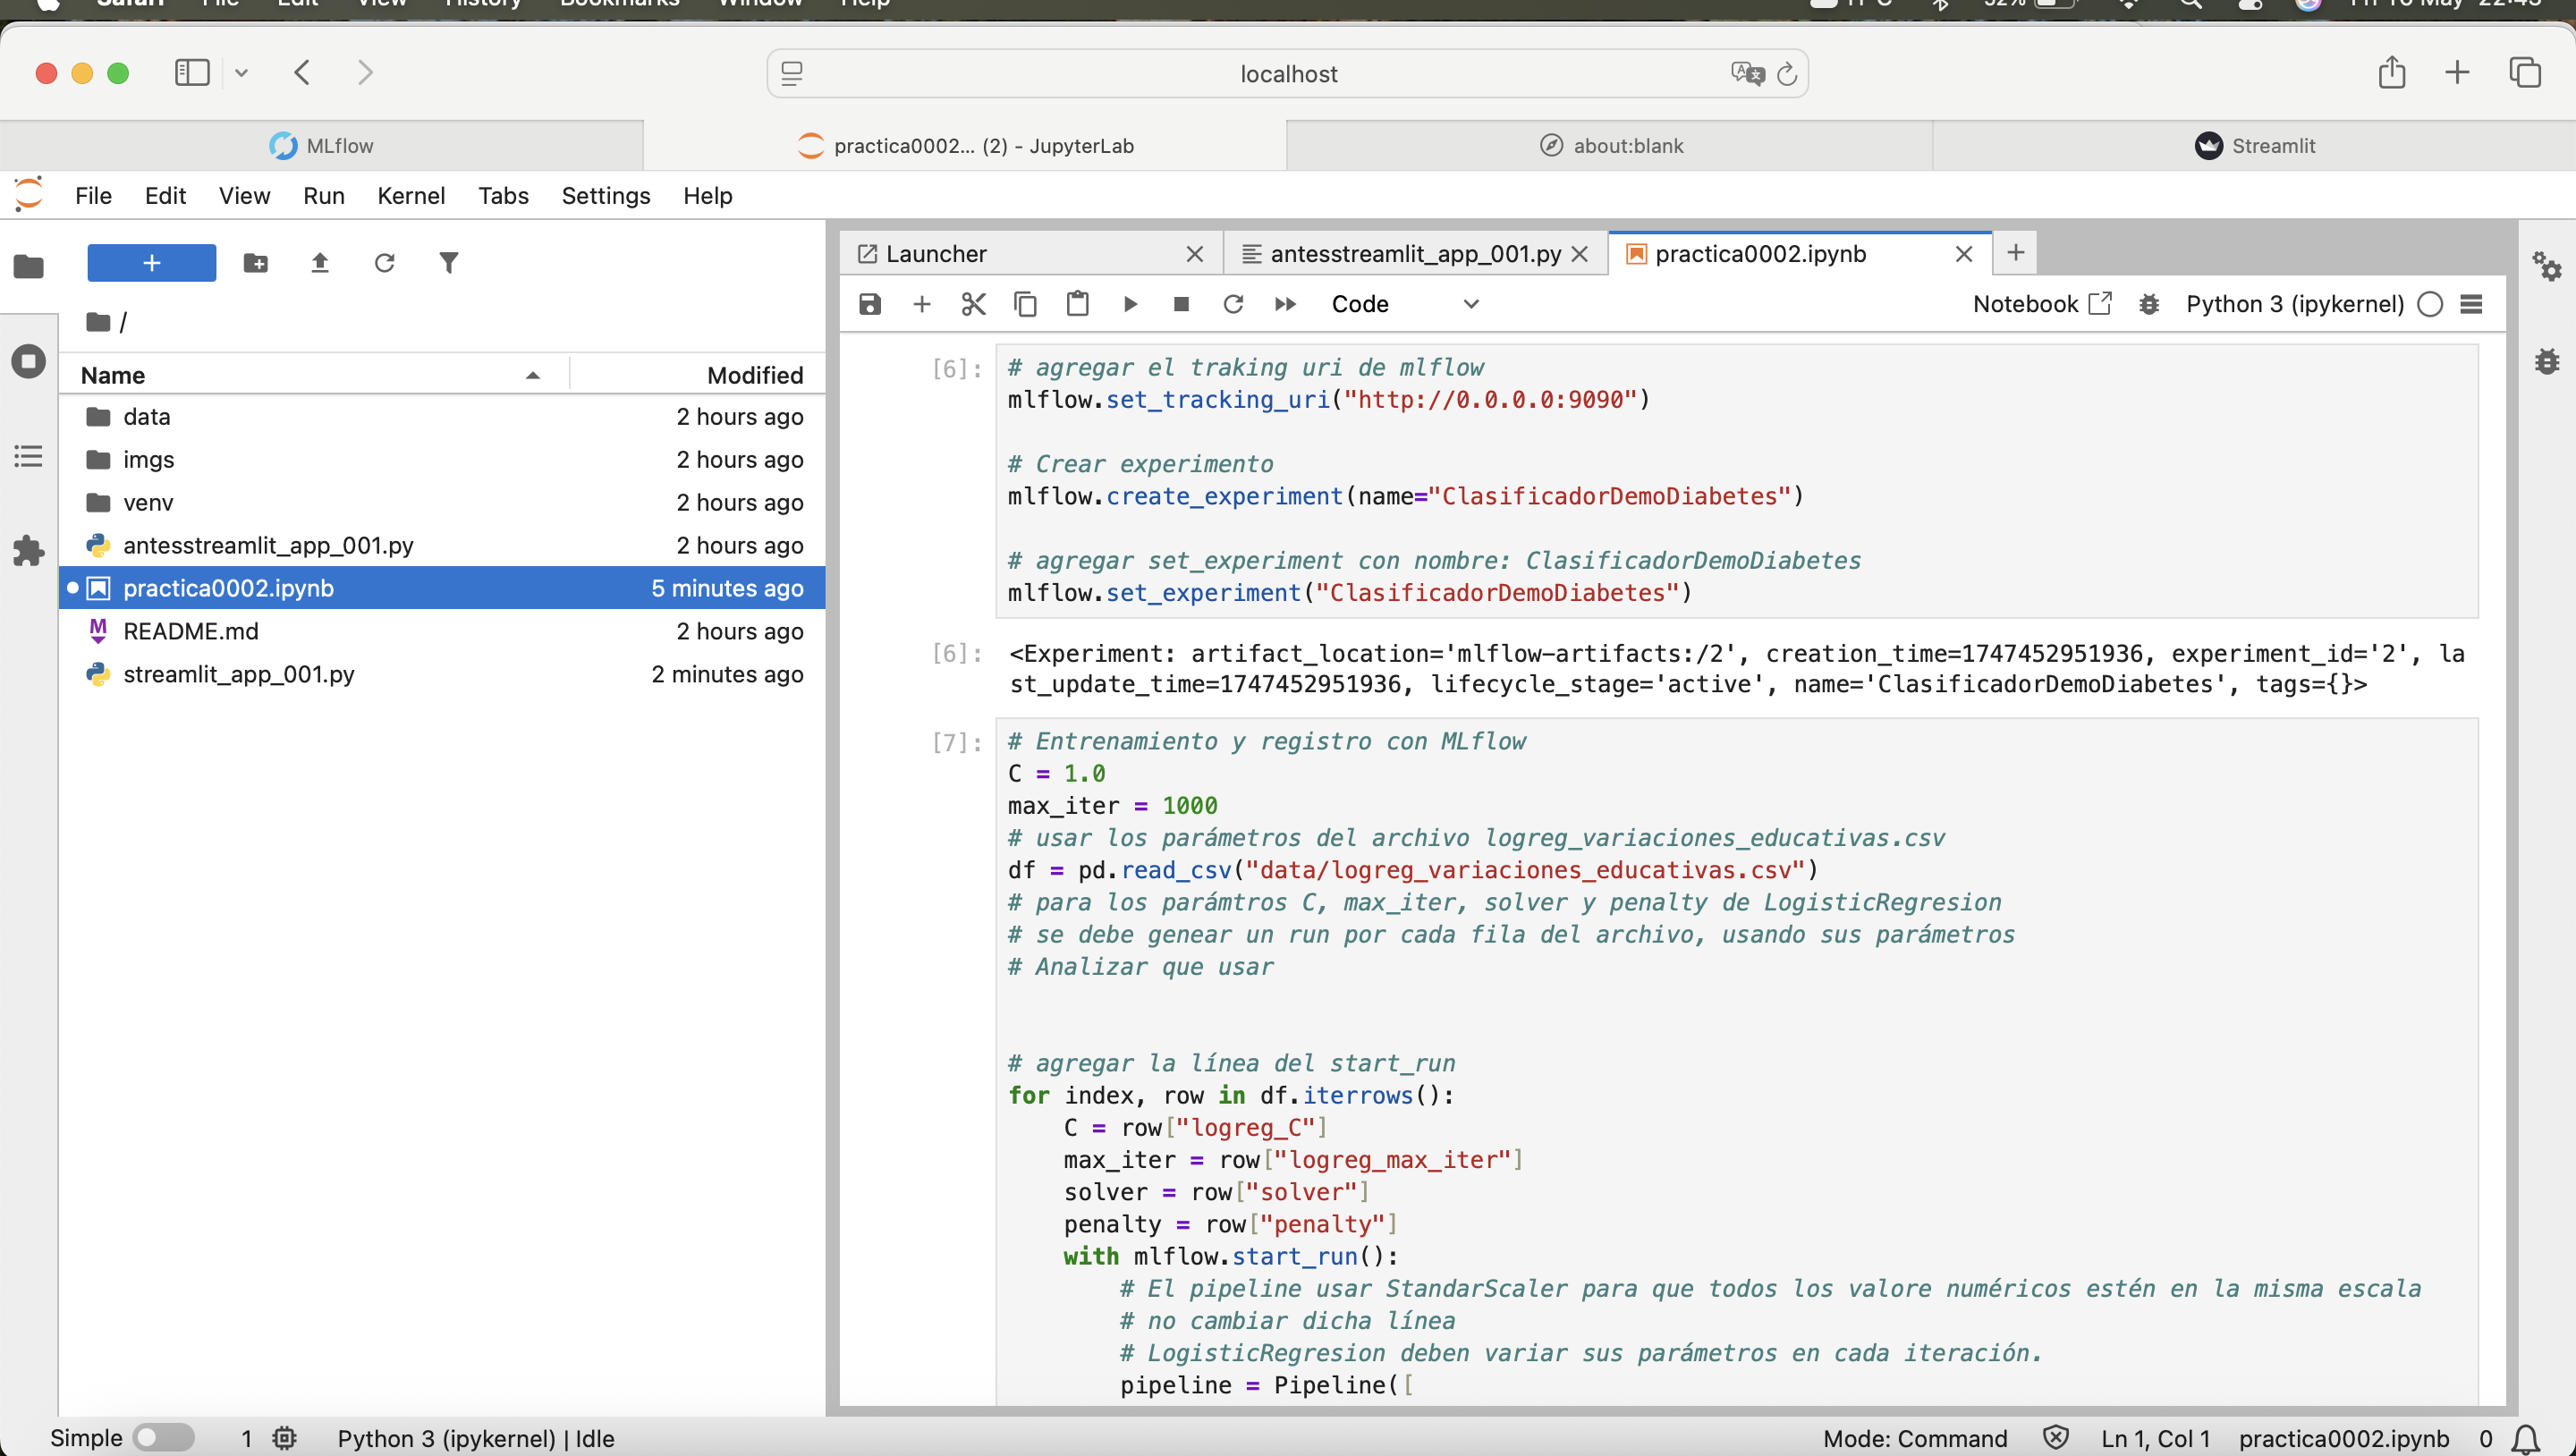 Safari File Edit View History Bookmarks Window Help
localhost
MLflow
practica0002... (2) - JupyterLab
about:blank
Streamlit
File Edit View Run Kernel Tabs Settings Help
/
Name Modified
data 2 hours ago
imgs 2 hours ago
venv 2 hours ago
antesstreamlit_app_001.py 2 hours ago
practica0002.ipynb 5 minutes ago
README.md 2 hours ago
streamlit_app_001.py 2 minutes ago
Launcher
antesstreamlit_app_001.py
practica0002.ipynb
Code
Notebook
Python 3 (ipykernel)
[6]:
# agregar el traking uri de mlflow
mlflow.set_tracking_uri("http://0.0.0.0:9090")
# Crear experimento
mlflow.create_experiment(name="ClasificadorDemoDiabetes")
# agregar set_experiment con nombre: ClasificadorDemoDiabetes
mlflow.set_experiment("ClasificadorDemoDiabetes")
[6]:
<Experiment: artifact_location='mlflow-artifacts:/2', creation_time=1747452951936, experiment_id='2', la
st_update_time=1747452951936, lifecycle_stage='active', name='ClasificadorDemoDiabetes', tags={}>
[7]:
# Entrenamiento y registro con MLflow
C = 1.0
max_iter = 1000
# usar los parámetros del archivo logreg_variaciones_educativas.csv
df = pd.read_csv("data/logreg_variaciones_educativas.csv")
# para los parámtros C, max_iter, solver y penalty de LogisticRegresion
# se debe genear un run por cada fila del archivo, usando sus parámetros
# Analizar que usar
# agregar la línea del start_run
for index, row in df.iterrows():
C = row["logreg_C"]
max_iter = row["logreg_max_iter"]
solver = row["solver"]
penalty = row["penalty"]
with mlflow.start_run():
# El pipeline usar StandarScaler para que todos los valore numéricos estén en la misma escala
# no cambiar dicha línea
# LogisticRegresion deben variar sus parámetros en cada iteración.
pipeline = Pipeline([
Simple 1 Python 3 (ipykernel) | Idle
Mode: Command Ln 1, Col 1 practica0002.ipynb 0